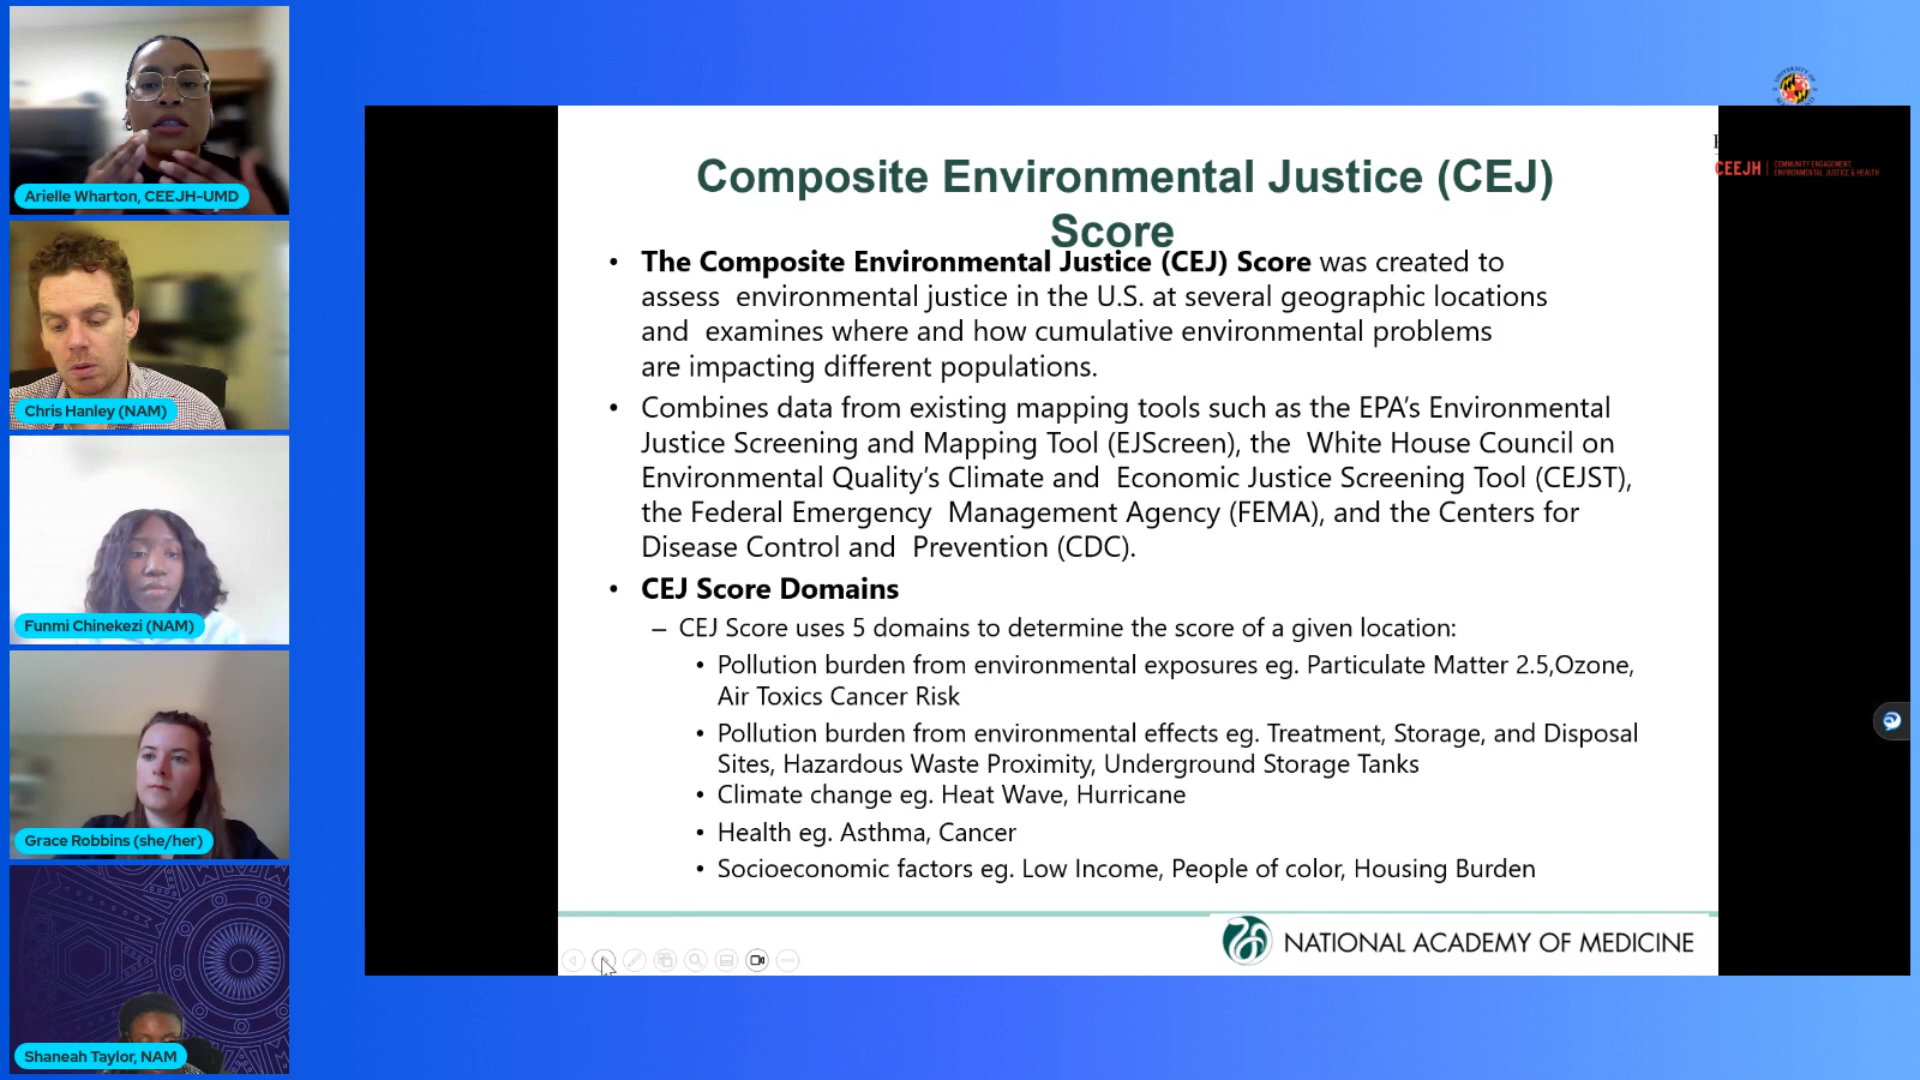 Arielle Wharton, CEEJH-UMD
Chris Hanley (NAM)
Funmi Chinekezi (NAM)
Grace Robbins (she/her)
Shaneah Taylor, NAM
CEEJH
COMMUNITY ENGAGEMENT,
ENVIRONMENTAL JUSTICE & HEALTH
Composite Environmental Justice (CEJ)
Score
• The Composite Environmental Justice (CEJ) Score was created to
assess environmental justice in the U.S. at several geographic locations
and examines where and how cumulative environmental problems
are impacting different populations.
• Combines data from existing mapping tools such as the EPA’s Environmental
Justice Screening and Mapping Tool (EJScreen), the White House Council on
Environmental Quality’s Climate and Economic Justice Screening Tool (CEJST),
the Federal Emergency Management Agency (FEMA), and the Centers for
Disease Control and Prevention (CDC).
• CEJ Score Domains
– CEJ Score uses 5 domains to determine the score of a given location:
• Pollution burden from environmental exposures eg. Particulate Matter 2.5,Ozone,
Air Toxics Cancer Risk
• Pollution burden from environmental effects eg. Treatment, Storage, and Disposal
Sites, Hazardous Waste Proximity, Underground Storage Tanks
• Climate change eg. Heat Wave, Hurricane
• Health eg. Asthma, Cancer
• Socioeconomic factors eg. Low Income, People of color, Housing Burden
NATIONAL ACADEMY OF MEDICINE